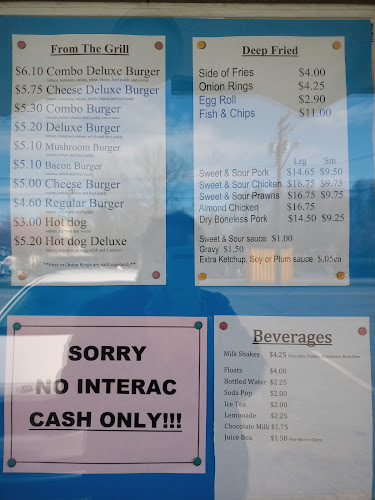 From The Grill
$6.10 Combo Deluxe Burger
$5.75 Cheese Deluxe Burger
$5.30 Combo Burger
$5.20 Deluxe Burger
$5.10 Mushroom Burger
$5.10 Bacon Burger
$5.00 Cheese Burger
$4.60 Regular Burger
$3.00 Hot dog
$5.20 Hot dog Deluxe
**Fries or Onion Rings are sold separately**
Deep Fried
Side of Fries $4.00
Onion Rings $4.25
Egg Roll $2.90
Fish & Chips $11.00
Lrg Sm
Sweet & Sour Pork $14.65 $9.50
Sweet & Sour Chicken $16.75 $9.75
Sweet & Sour Prawns $16.75 $9.75
Almond Chicken $16.75
Dry Boneless Pork $14.50 $9.25
Sweet & Sour sauce $1.00
Gravy $1.50
Extra Ketchup, Soy or Plum sauce $.05ea
SORRY
NO INTERAC
CASH ONLY!!!
Beverages
Milk Shakes $4.25
Floats $4.00
Bottled Water $2.25
Soda Pop $2.00
Ice Tea $2.00
Lemonade $2.25
Chocolate Milk $1.75
Juice Box $1.50